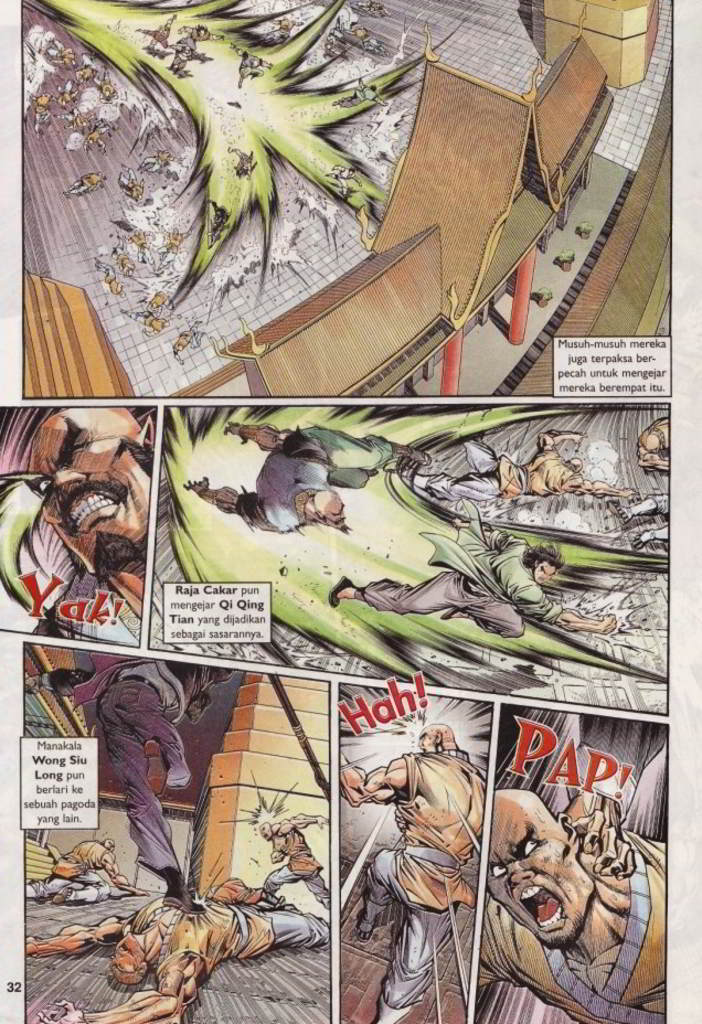 Musuh-musuh mereka
juga terpaksa ber-
pecah untuk mengejar
mereka berempat itu.
Yak!
Raja Cakar pun
mengejar Qi Qing
Tian yang dijadikan
sebagai sasarannya.
Manakala
Wong Siu
Long pun
berlari ke
sebuah pagoda
yang lain.
Hah!
PAP!
32